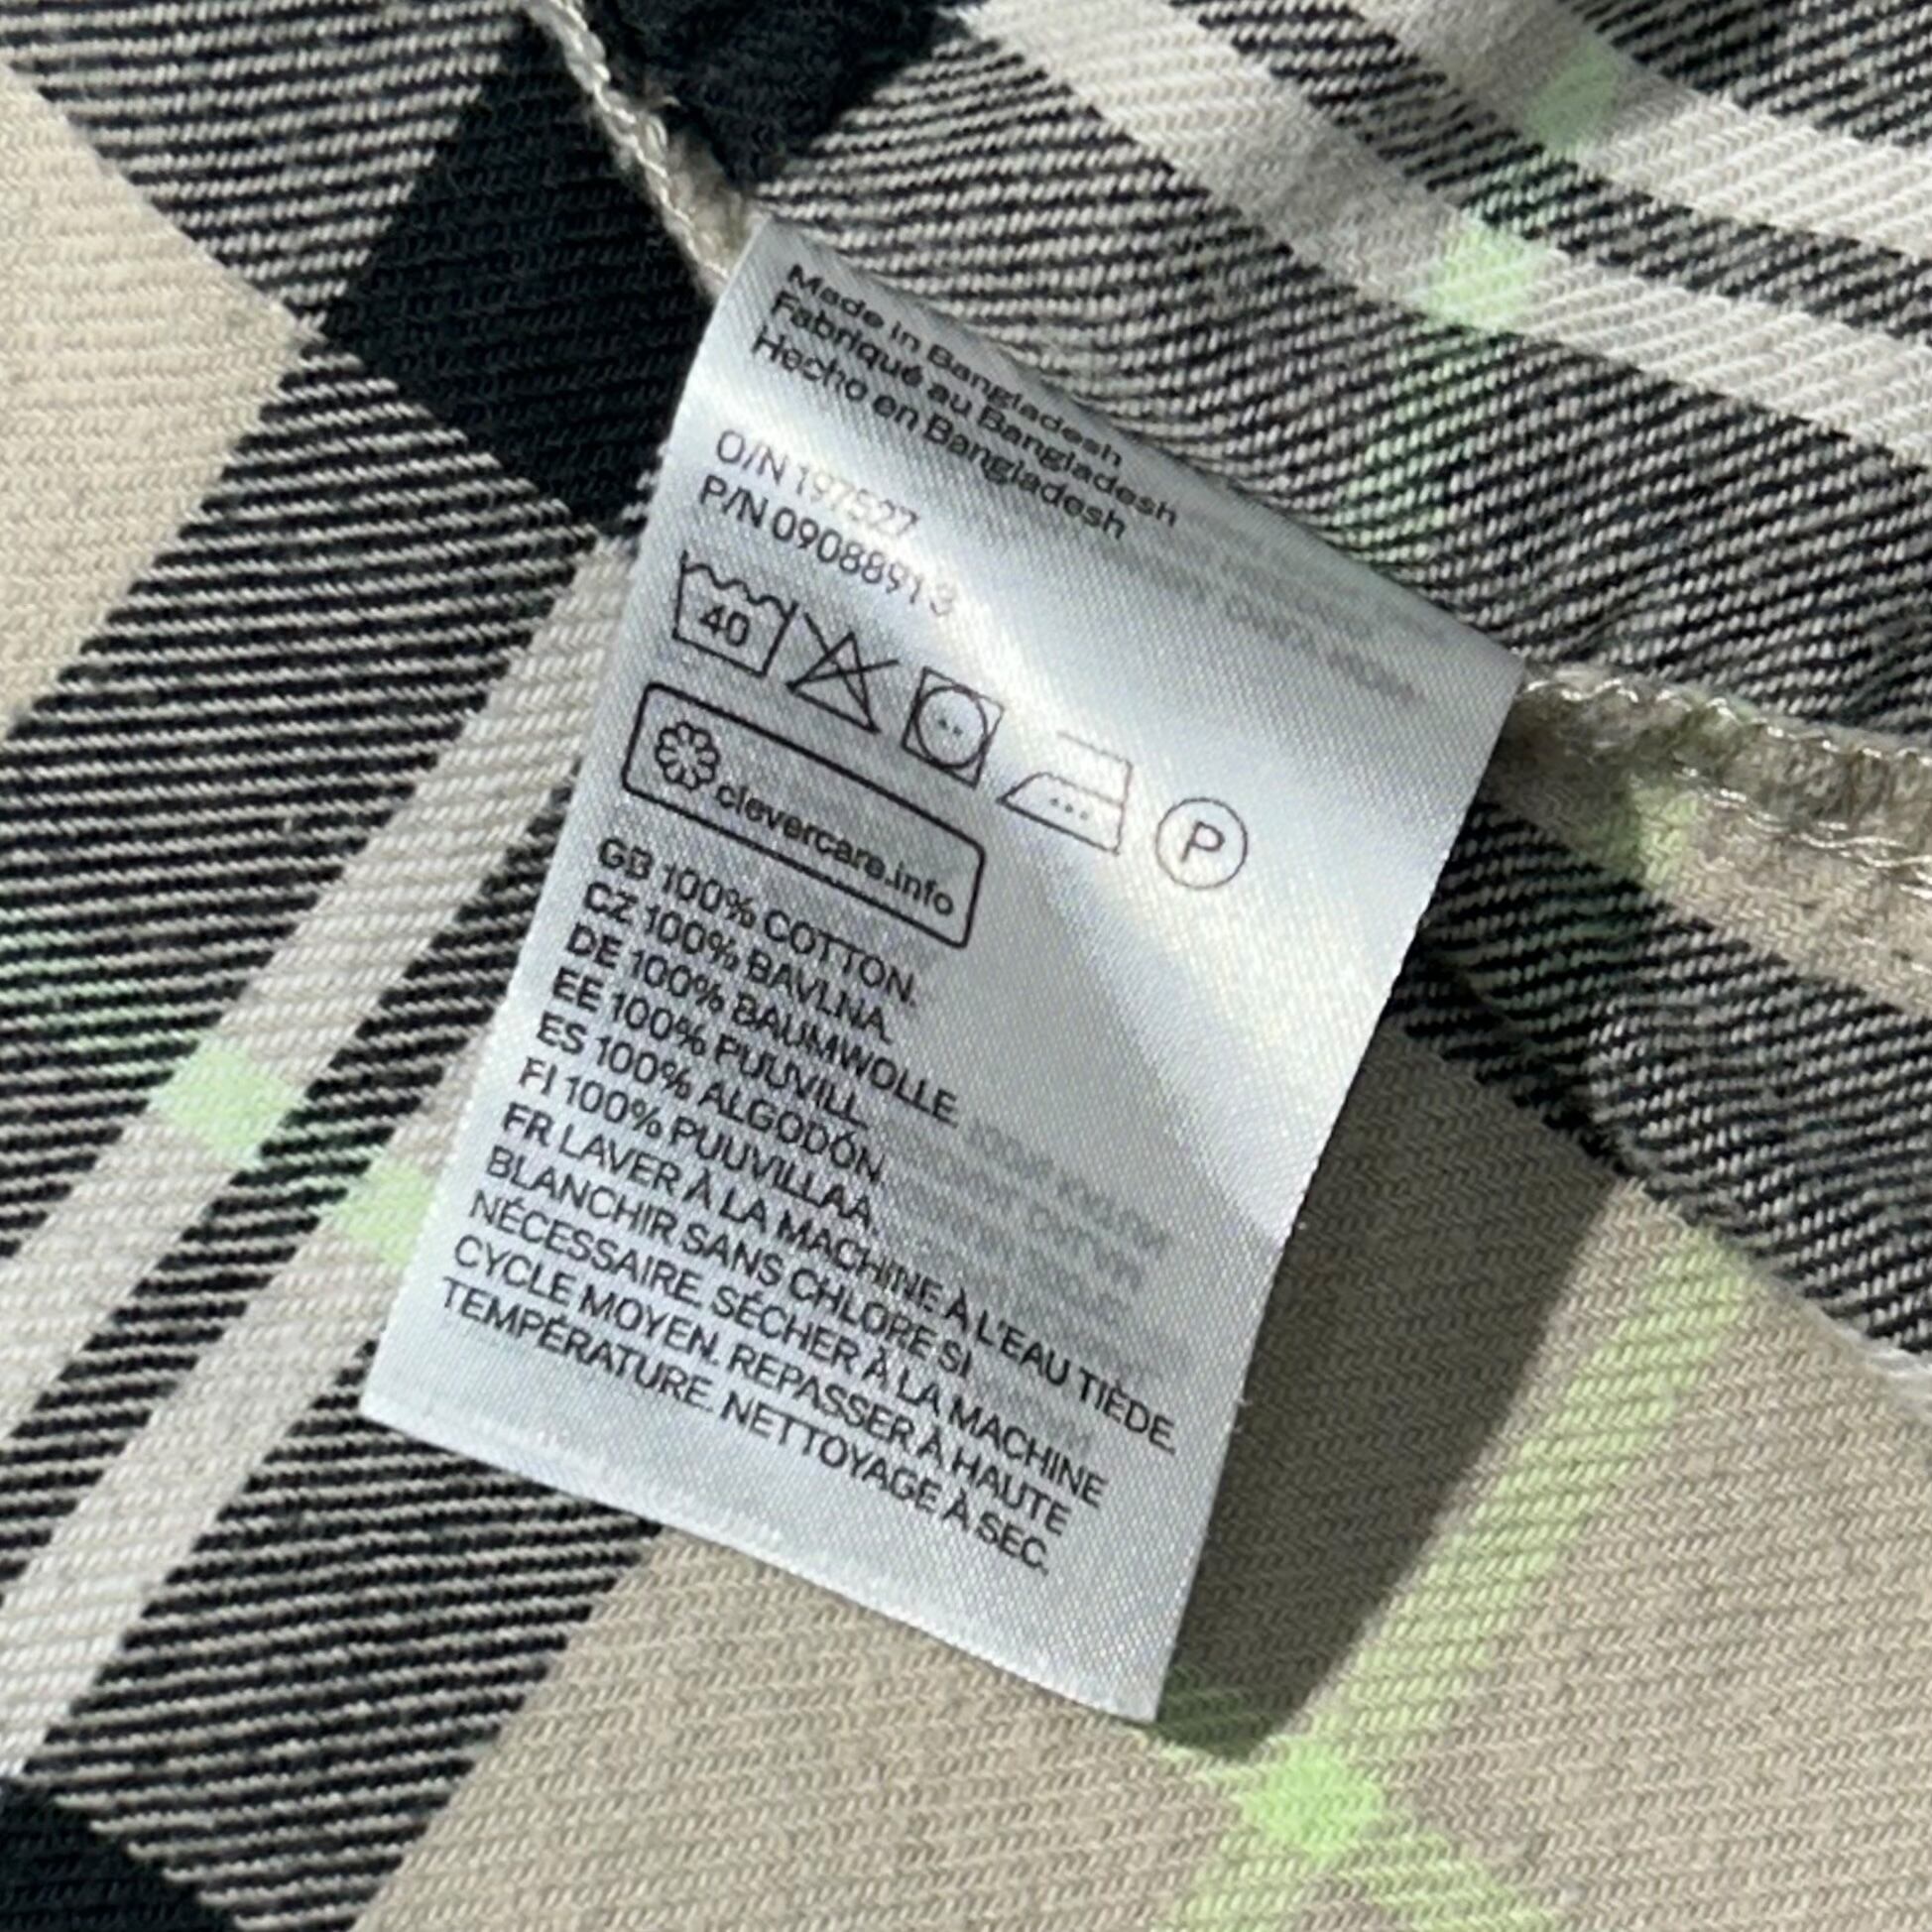 Made in Bangladesh
Fabriqué au Bangladesh
Hecho en Bangladesh
O/N 197527
P/N 09088913
40
P
clevercare.info
GB 100% COTTON.
CZ 100% BAVLNA.
DE 100% BAUMWOLLE.
EE 100% PUUVILL.
ES 100% ALGODÓN.
FI 100% PUUVILLAA.
FR LAVER À LA MACHINE À L'EAU TIÈDE.
BLANCHIR SANS CHLORE SI
NÉCESSAIRE. SÉCHER À LA MACHINE
CYCLE MOYEN. REPASSER À HAUTE
TEMPÉRATURE. NETTOYAGE À SEC.